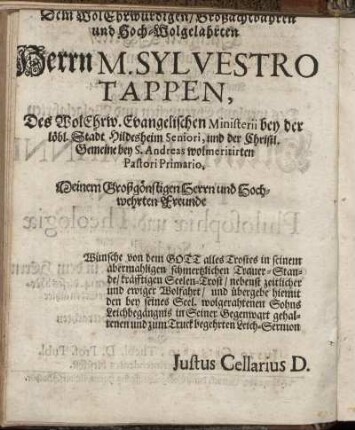 Dem WolEhrwürdigen/ Großachtbahren
und Hoch-Wolgelahrten
Herrn M. SYLVESTRO
TAPPEN,
Des WolEhrw. Evangelischen Ministerii bey der
löbl. Stadt Hildesheim Seniori, und der Christl.
Gemeine bey S. Andreas wolmeritirten
Pastori Primario,
Meinem Großgönstigen Herrn und Hoch-
wehrten Freunde
Wünsche von dem GOTT alles Trostes in seinem
abermahligen schmertzlichen Trauer-Stan-
de/ kräfftigen Seelen-Trost/ nebenst zeitlicher
und ewiger Wolfahrt/ und übergebe hiemit
den bey seines Seel. wolgerahtenen Sohns
Leichbegängnis in Seiner Gegenwart gehal-
tenen und zum Truck begehrten Leich-Sermon
Justus Cellarius D.